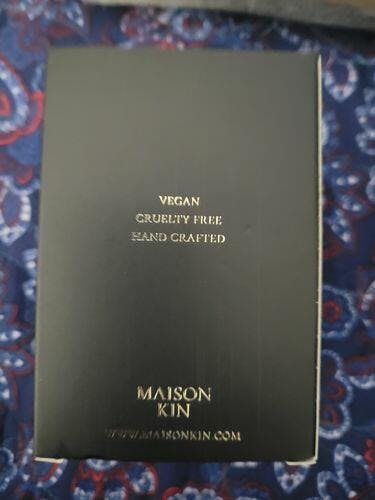 VEGAN
CRUELTY FREE
HAND CRAFTED
MAISON
KIN
WWW.MAISONKIN.COM